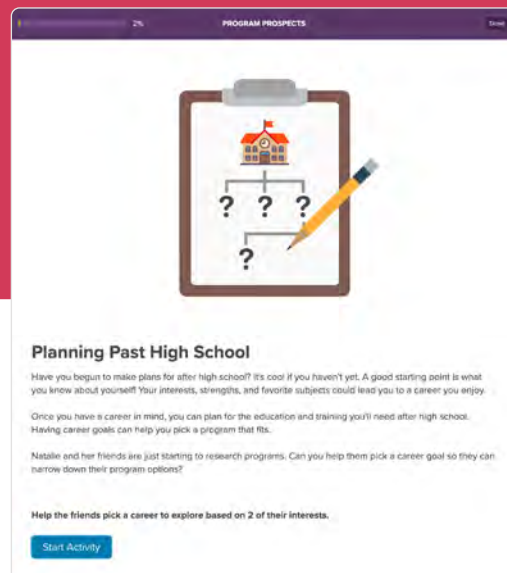 2%
PROGRAM PROSPECTS
? ? ?
?
Planning Past High School
Have you begun to make plans for after high school? It's cool if you haven't yet. A good starting point is what
you know about yourself! Your interests, strengths, and favorite subjects could lead you to a career you enjoy.
Once you have a career in mind, you can plan for the education and training you'll need after high school.
Having career goals can help you pick a program that fits.
Natalie and her friends are just starting to research programs. Can you help them pick a career goal so they can
narrow down their program options?
Help the friends pick a career to explore based on 2 of their interests.
Start Activity